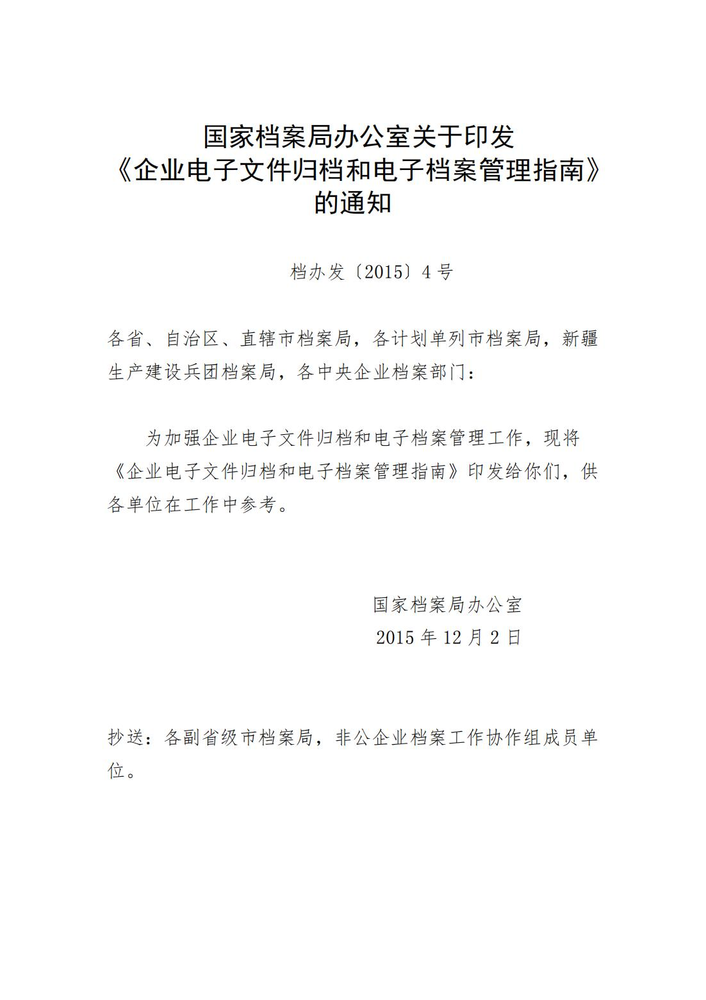 国家档案局办公室关于印发
《企业电子文件归档和电子档案管理指南》
的通知
档办发〔2015〕4 号
各省、自治区、直辖市档案局，各计划单列市档案局，新疆
生产建设兵团档案局，各中央企业档案部门：
为加强企业电子文件归档和电子档案管理工作，现将
《企业电子文件归档和电子档案管理指南》印发给你们，供
各单位在工作中参考。
国家档案局办公室
2015 年 12 月 2 日
抄送：各副省级市档案局，非公企业档案工作协作组成员单
位。